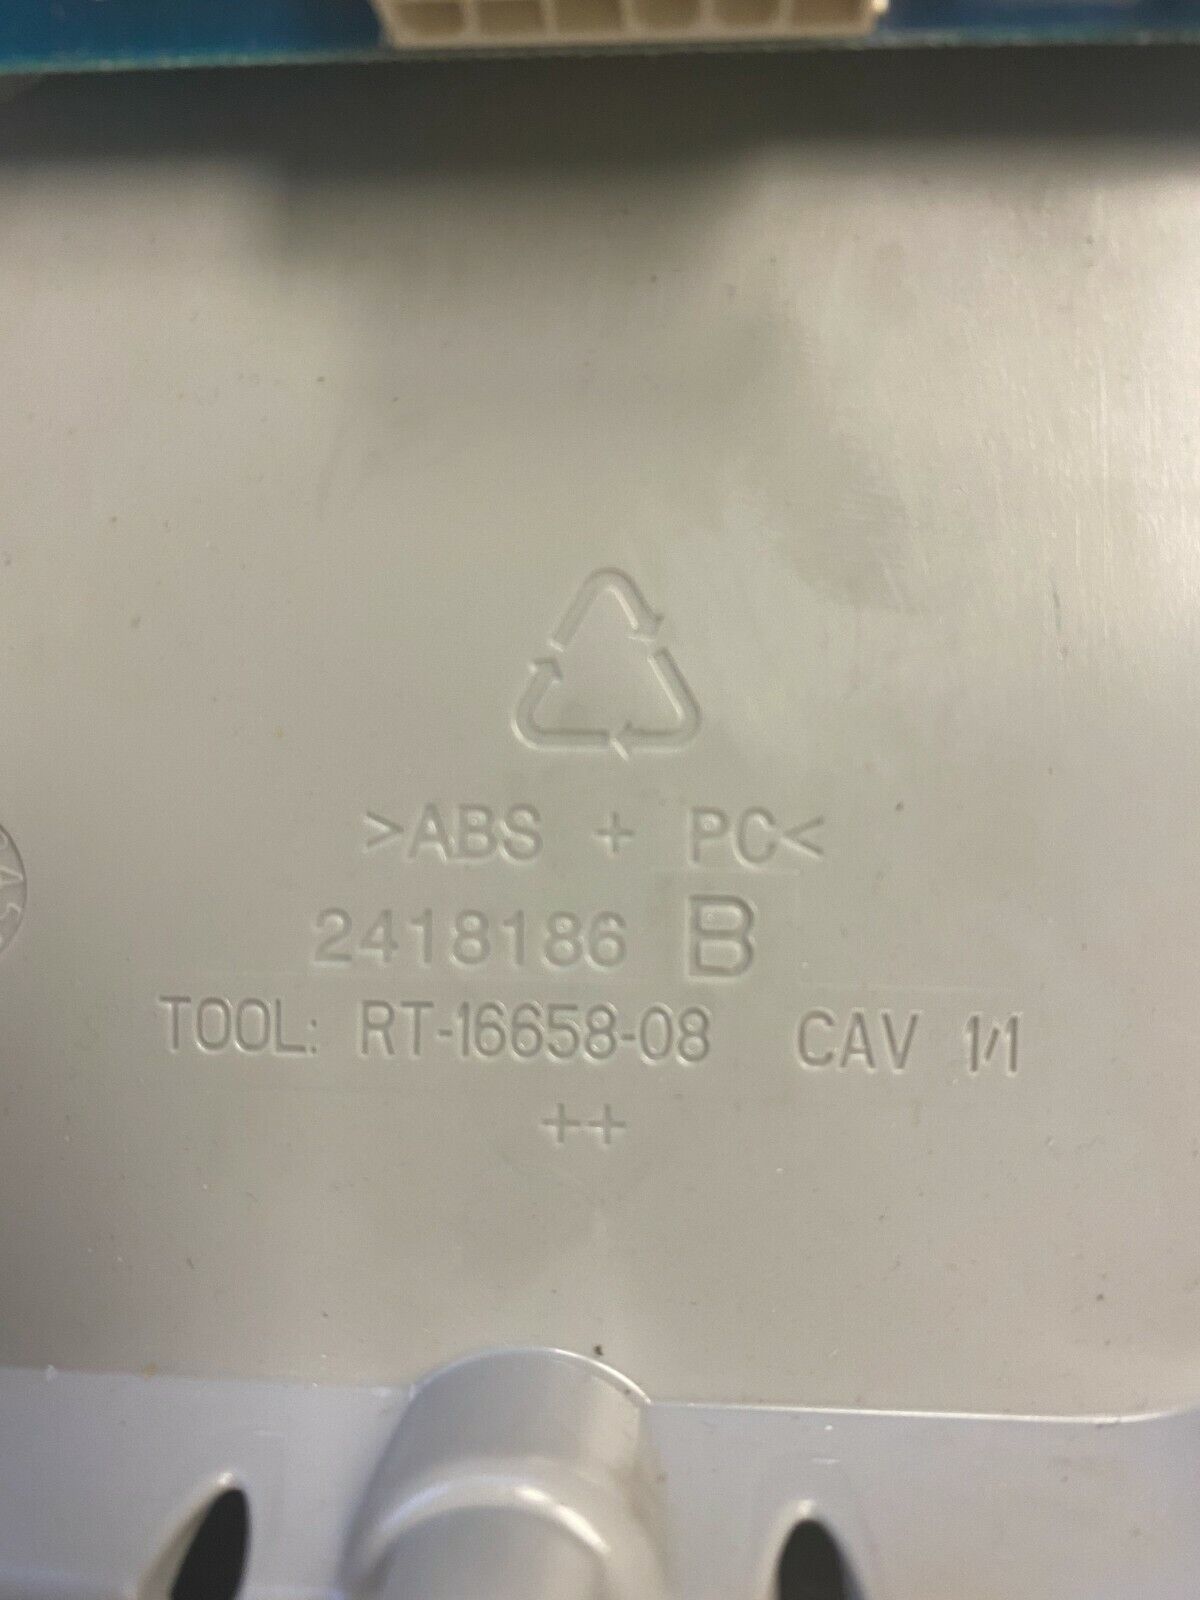 >ABS + PC<
2418186 B
TOOL: RT-16658-08 CAV 1/1
++